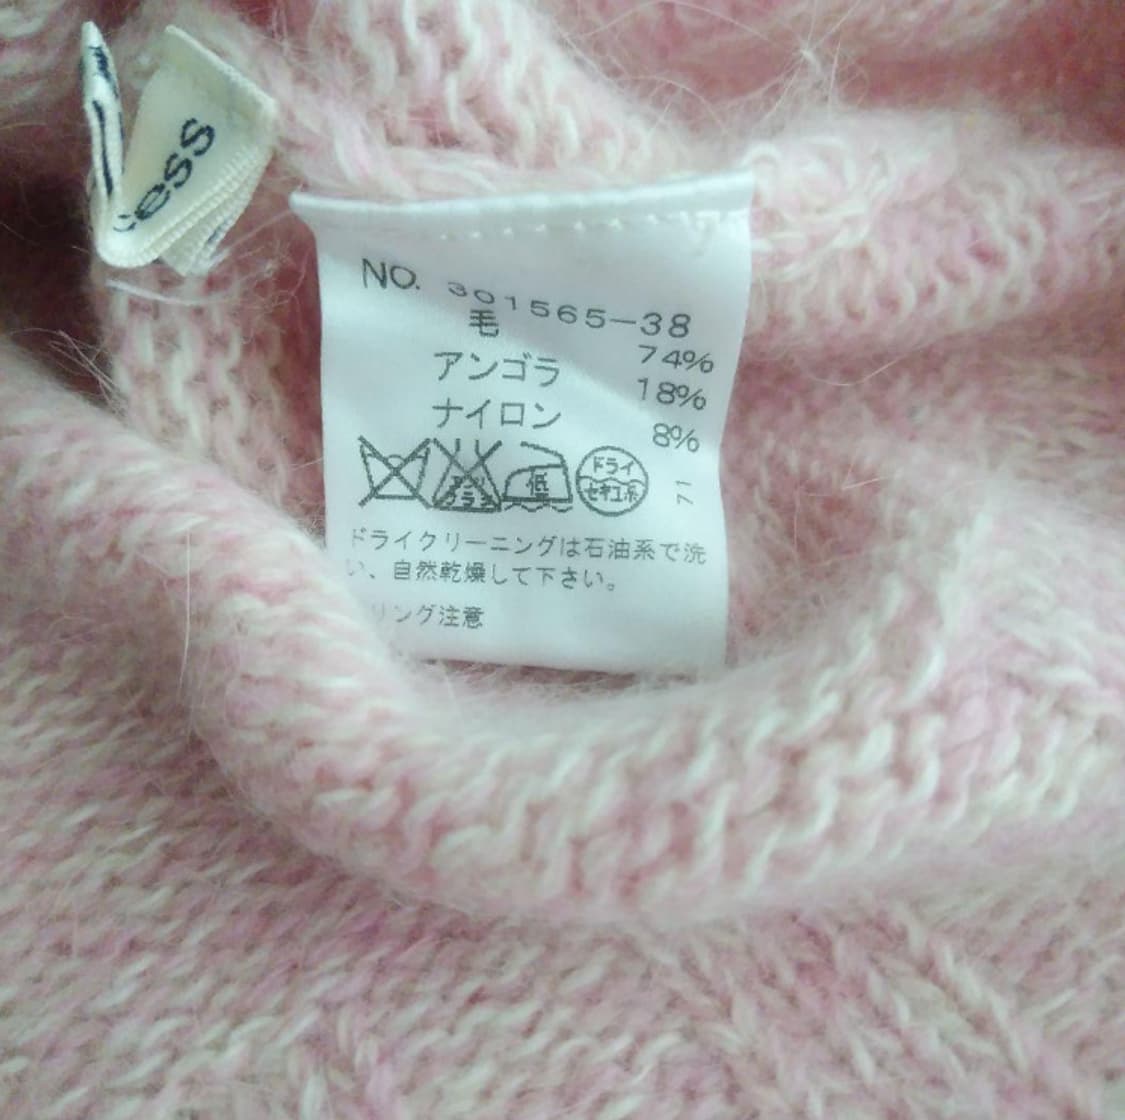 ess
NO. 301565-38
毛 74%
アンゴラ 18%
ナイロン 8%
低
ドライ
セキユ系
71
ドライクリーニングは石油系で洗
い、自然乾燥して下さい。
リング注意